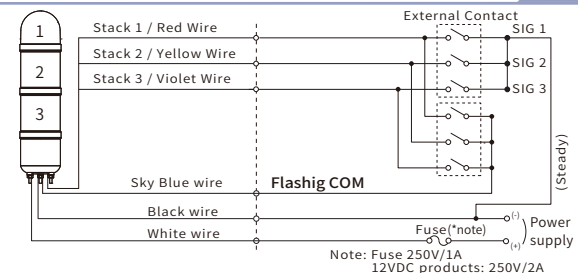 External Contact
1
Stack 1 / Red Wire
SIG 1
Stack 2 / Yellow Wire
SIG 2
2
Stack 3 / Violet Wire
SIG 3
3
(Steady)
Sky Blue wire
Flashig COM
Black wire
(-)
Power
White wire
Fuse(*note)
supply
(+)
Note: Fuse 250V/1A
12VDC products: 250V/2A